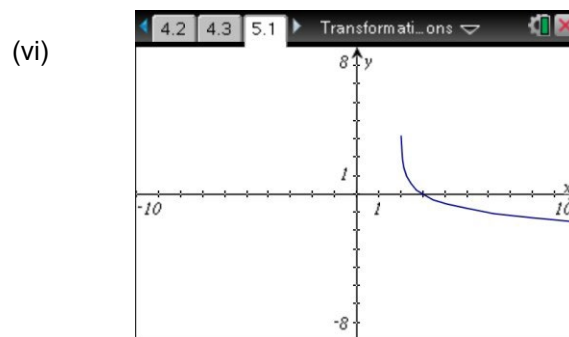 (vi)
4.2 4.3 5.1 Transformati...ons
8 y
1
x
-10 1 10
-8